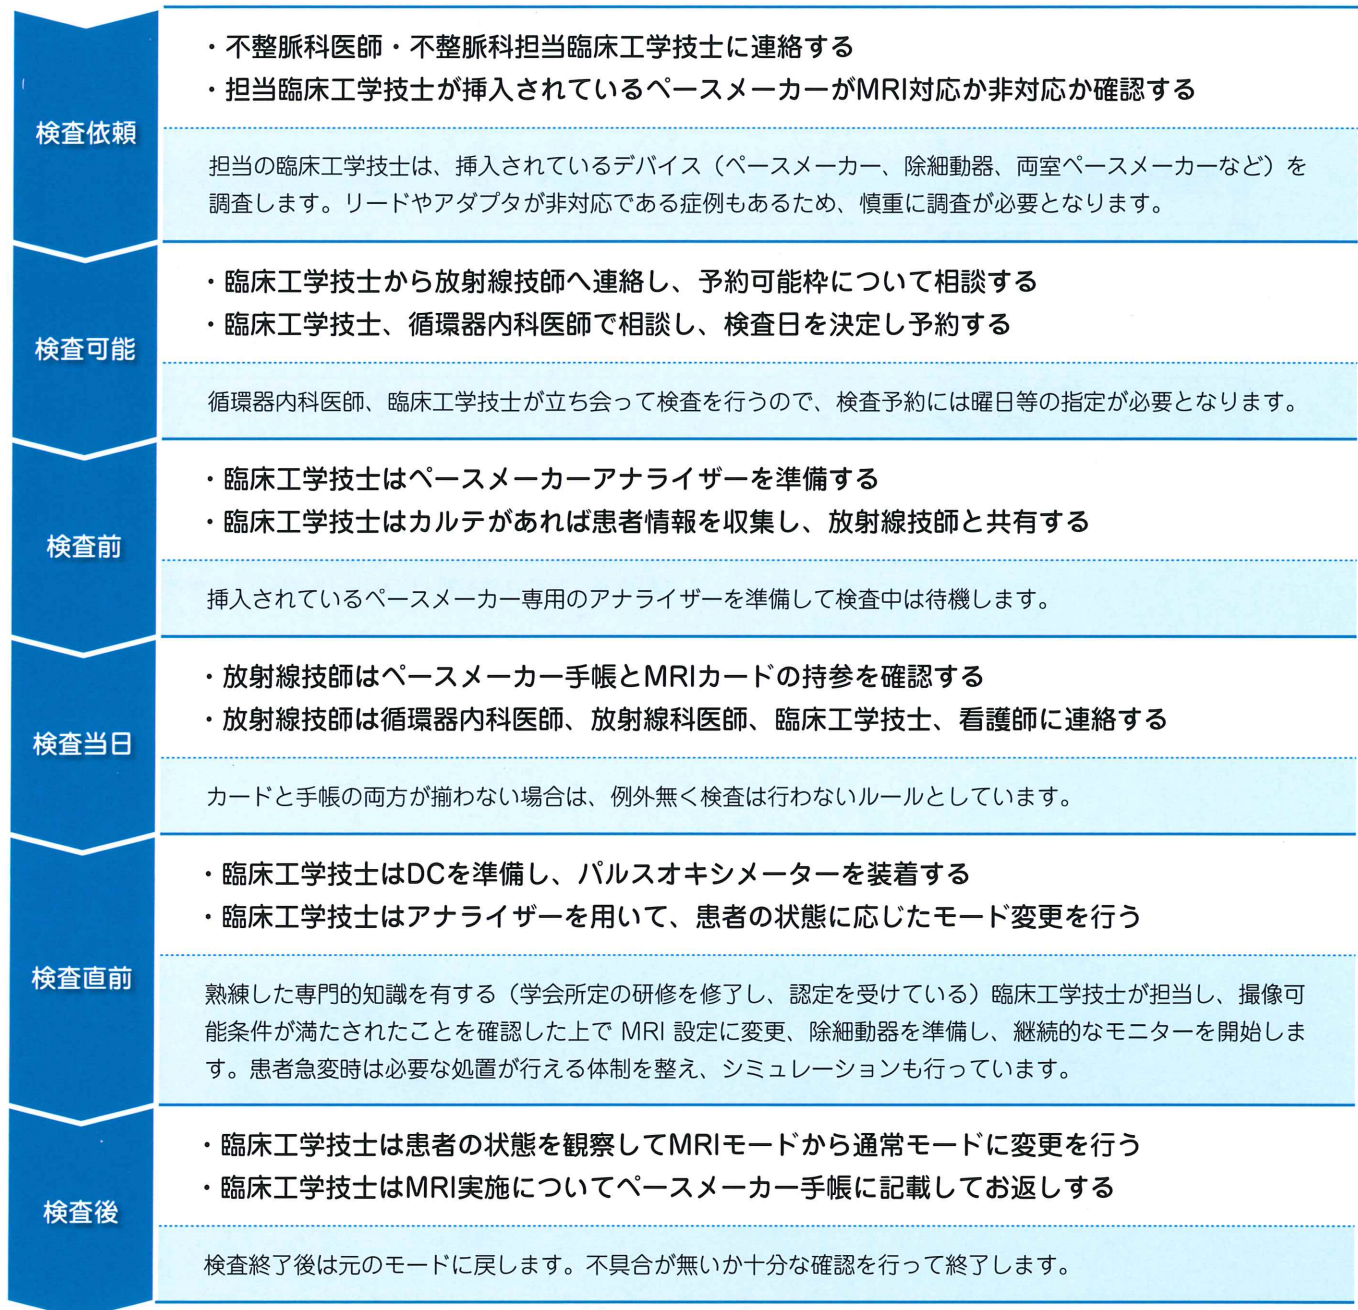 検査依頼
・不整脈科医師・不整脈科担当臨床工学技士に連絡する
・担当臨床工学技士が挿入されているペースメーカーがMRI対応か非対応か確認する
担当の臨床工学技士は、挿入されているデバイス（ペースメーカー、除細動器、両室ペースメーカーなど）を
調査します。リードやアダプタが非対応である症例もあるため、慎重に調査が必要となります。
検査可能
・臨床工学技士から放射線技師へ連絡し、予約可能枠について相談する
・臨床工学技士、循環器内科医師で相談し、検査日を決定し予約する
循環器内科医師、臨床工学技士が立ち会って検査を行うので、検査予約には曜日等の指定が必要となります。
検査前
・臨床工学技士はペースメーカーアナライザーを準備する
・臨床工学技士はカルテがあれば患者情報を収集し、放射線技師と共有する
挿入されているペースメーカー専用のアナライザーを準備して検査中は待機します。
検査当日
・放射線技師はペースメーカー手帳とMRIカードの持参を確認する
・放射線技師は循環器内科医師、放射線科医師、臨床工学技士、看護師に連絡する
カードと手帳の両方が揃わない場合は、例外無く検査は行わないルールとしています。
検査直前
・臨床工学技士はDCを準備し、パルスオキシメーターを装着する
・臨床工学技士はアナライザーを用いて、患者の状態に応じたモード変更を行う
熟練した専門的知識を有する（学会所定の研修を修了し、認定を受けている）臨床工学技士が担当し、撮像可
能条件が満たされたことを確認した上で MRI 設定に変更、除細動器を準備し、継続的なモニターを開始しま
す。患者急変時は必要な処置が行える体制を整え、シミュレーションも行っています。
検査後
・臨床工学技士は患者の状態を観察してMRIモードから通常モードに変更を行う
・臨床工学技士はMRI実施についてペースメーカー手帳に記載してお返しする
検査終了後は元のモードに戻します。不具合が無いか十分な確認を行って終了します。